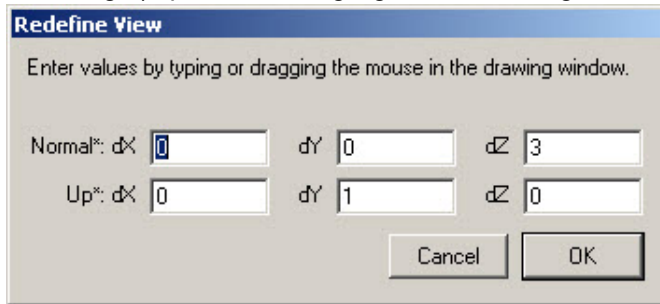 Redefine View
Enter values by typing or dragging the mouse in the drawing window.
Normal*: dX 0 dY 0 dZ 3
Up*: dX 0 dY 1 dZ 0
Cancel OK